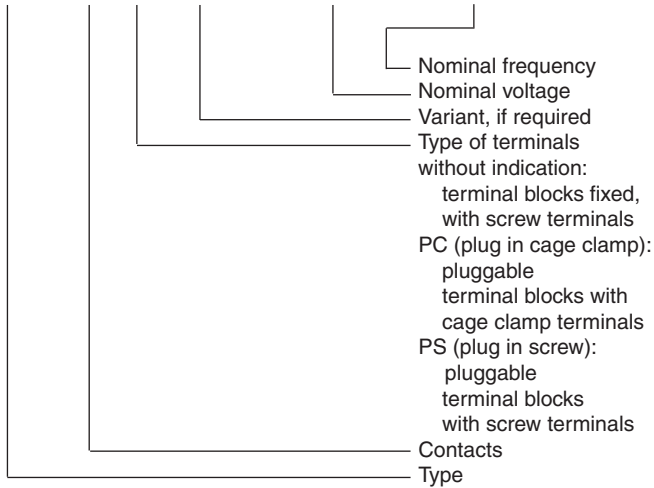 Nominal frequency
Nominal voltage
Variant, if required
Type of terminals
without indication:
terminal blocks fixed,
with screw terminals
PC (plug in cage clamp):
pluggable
terminal blocks with
cage clamp terminals
PS (plug in screw):
pluggable
terminal blocks
with screw terminals
Contacts
Type